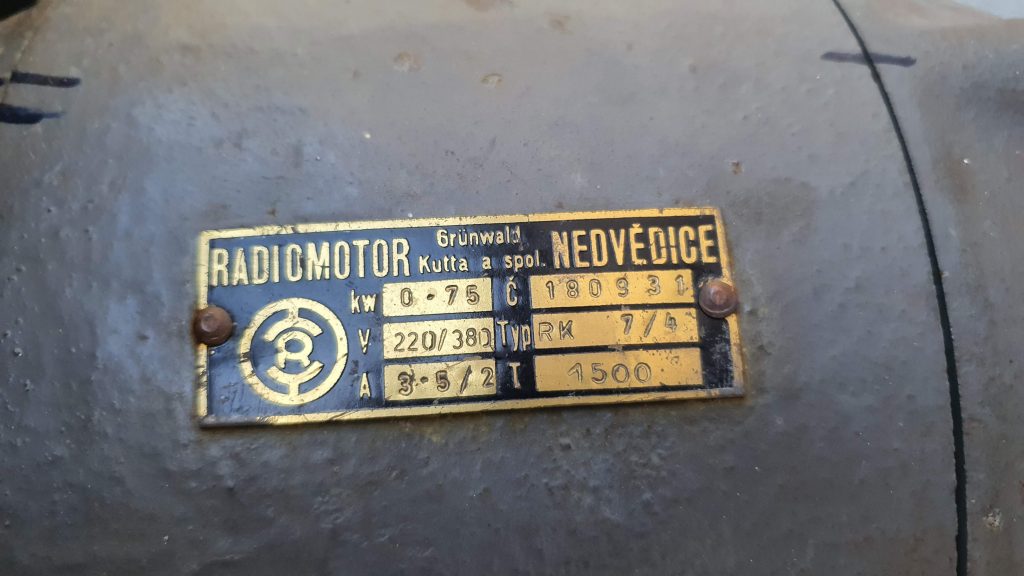 RADIOMOTOR Grünwald Kutta a spol. NEDVĚDICE
kw 0·75 Č 180931
V 220/380 Typ RK 7/4
A 3·5/2 T 1500